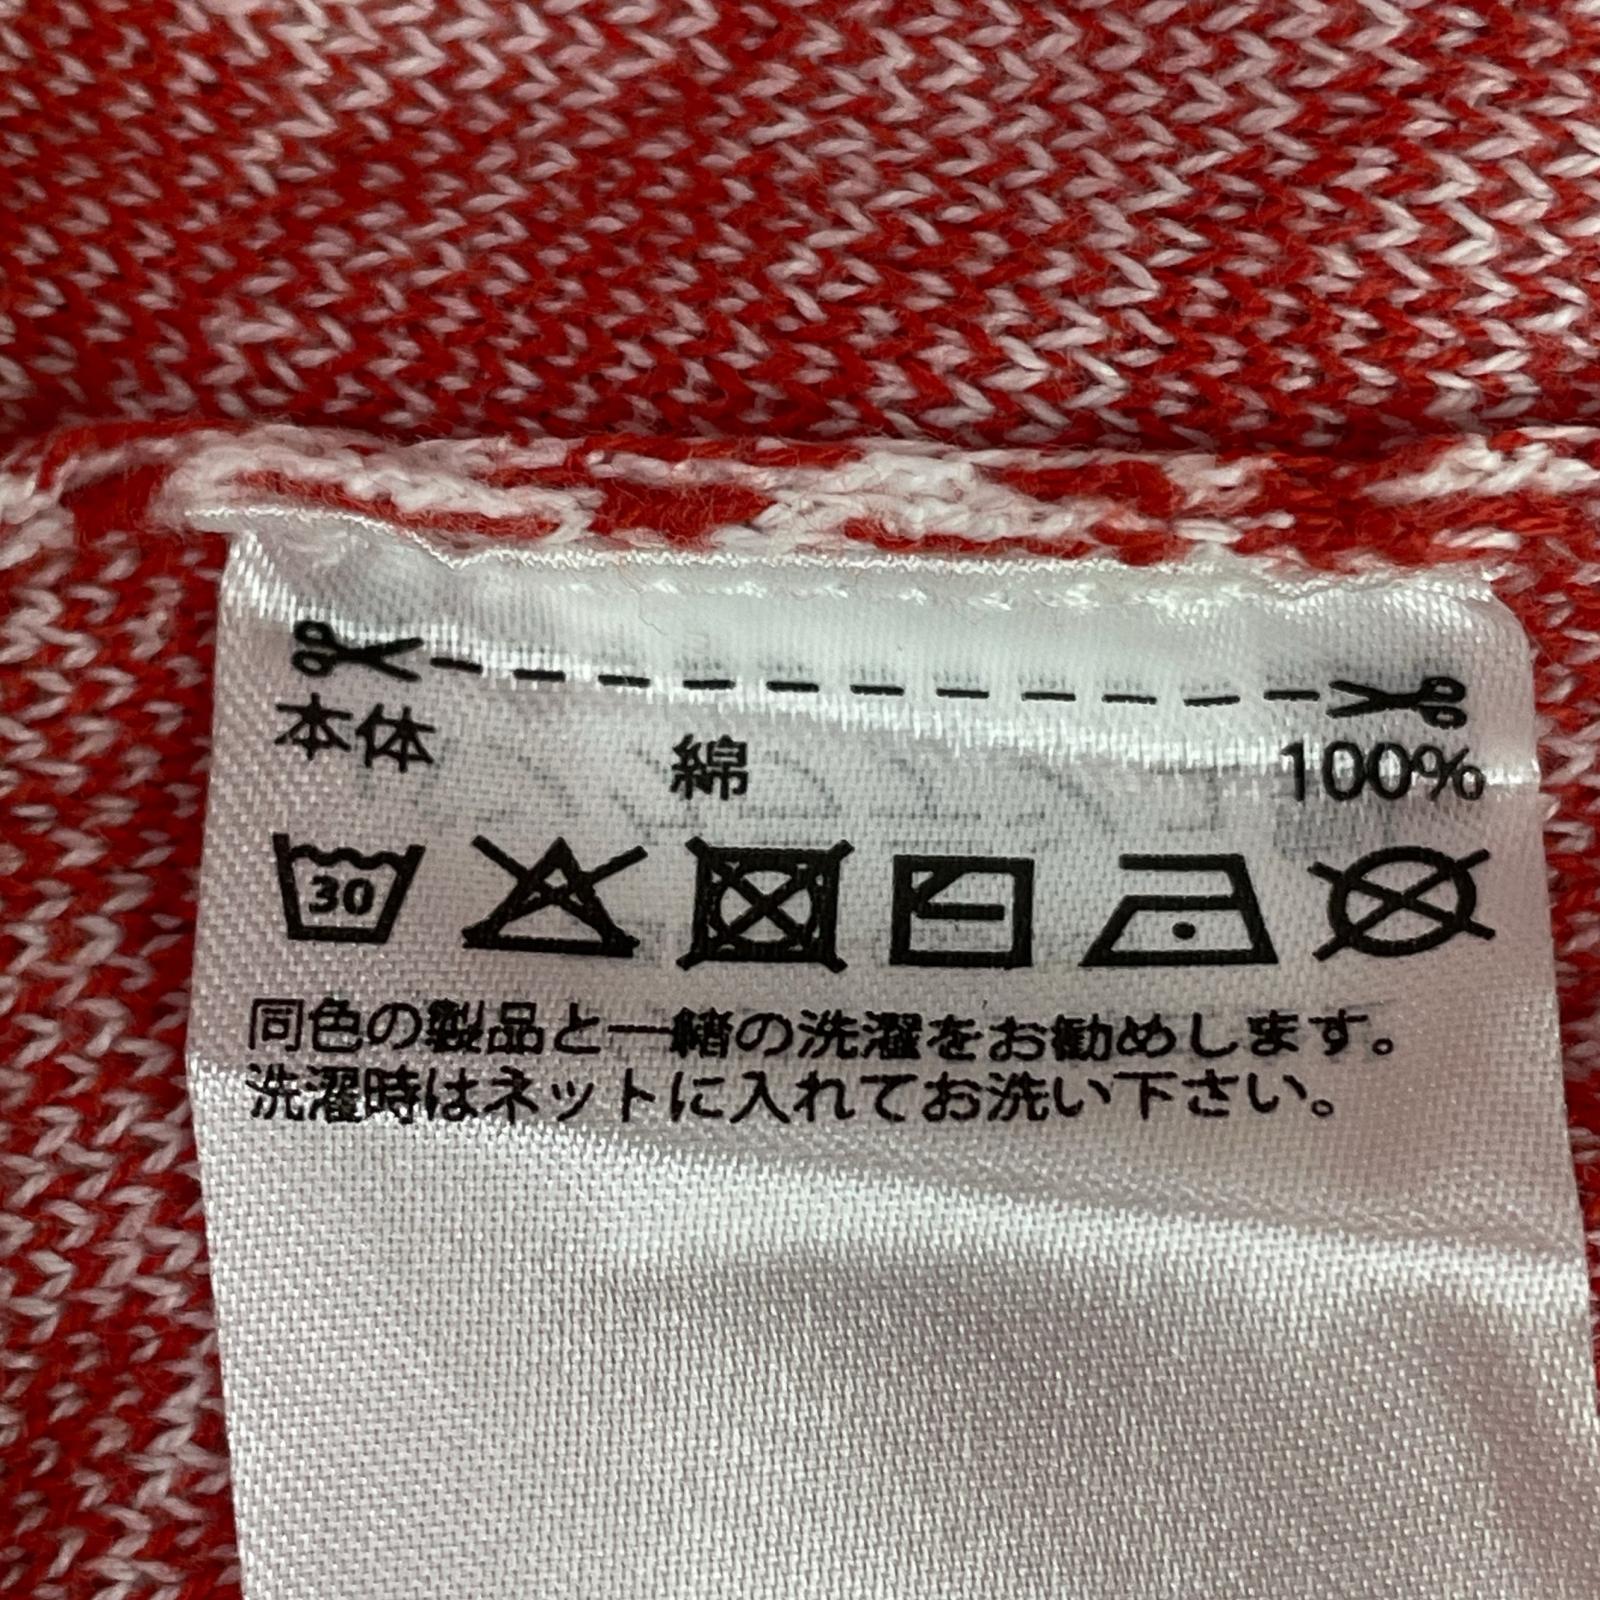 本体 綿 100%
30
同色の製品と一緒の洗濯をお勧めします。
洗濯時はネットに入れてお洗い下さい。